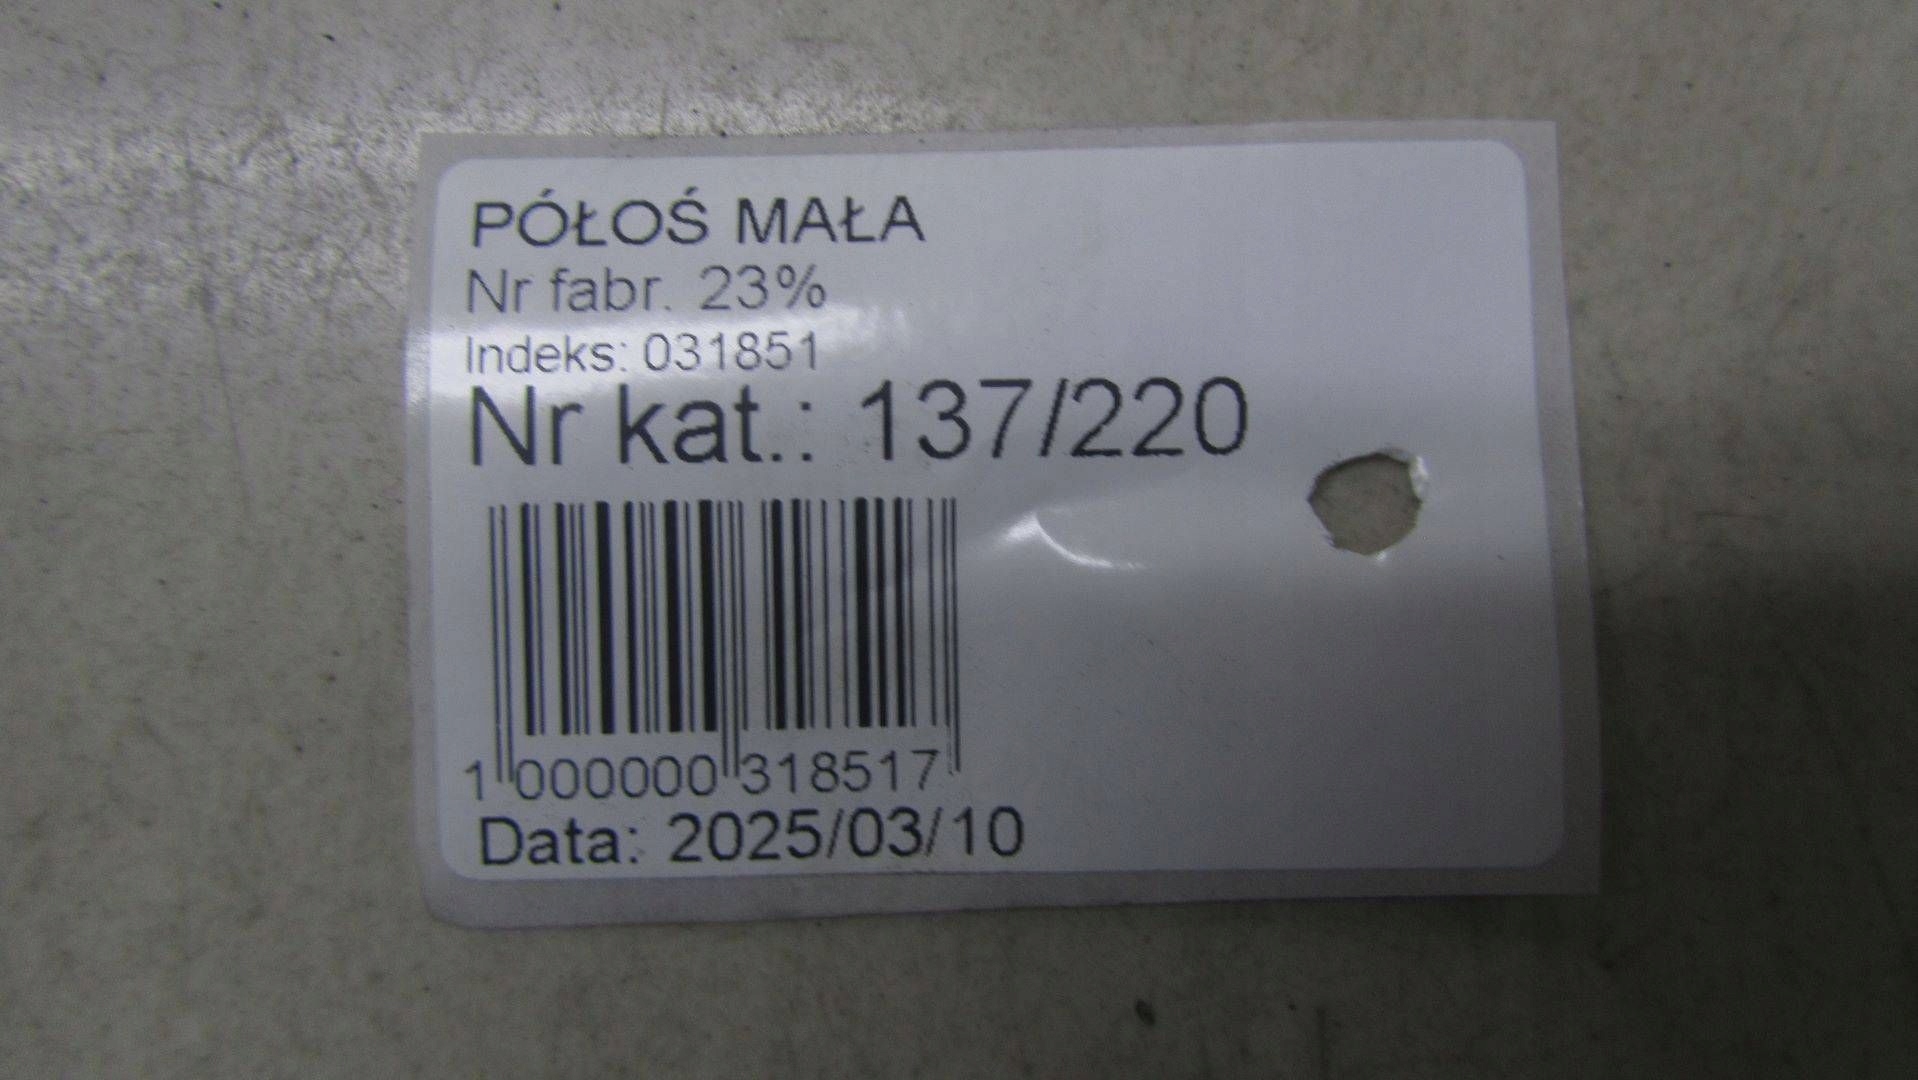 PÓŁOŚ MAŁA
Nr fabr. 23%
Indeks: 031851
Nr kat.: 137/220
1 000000 318517
Data: 2025/03/10